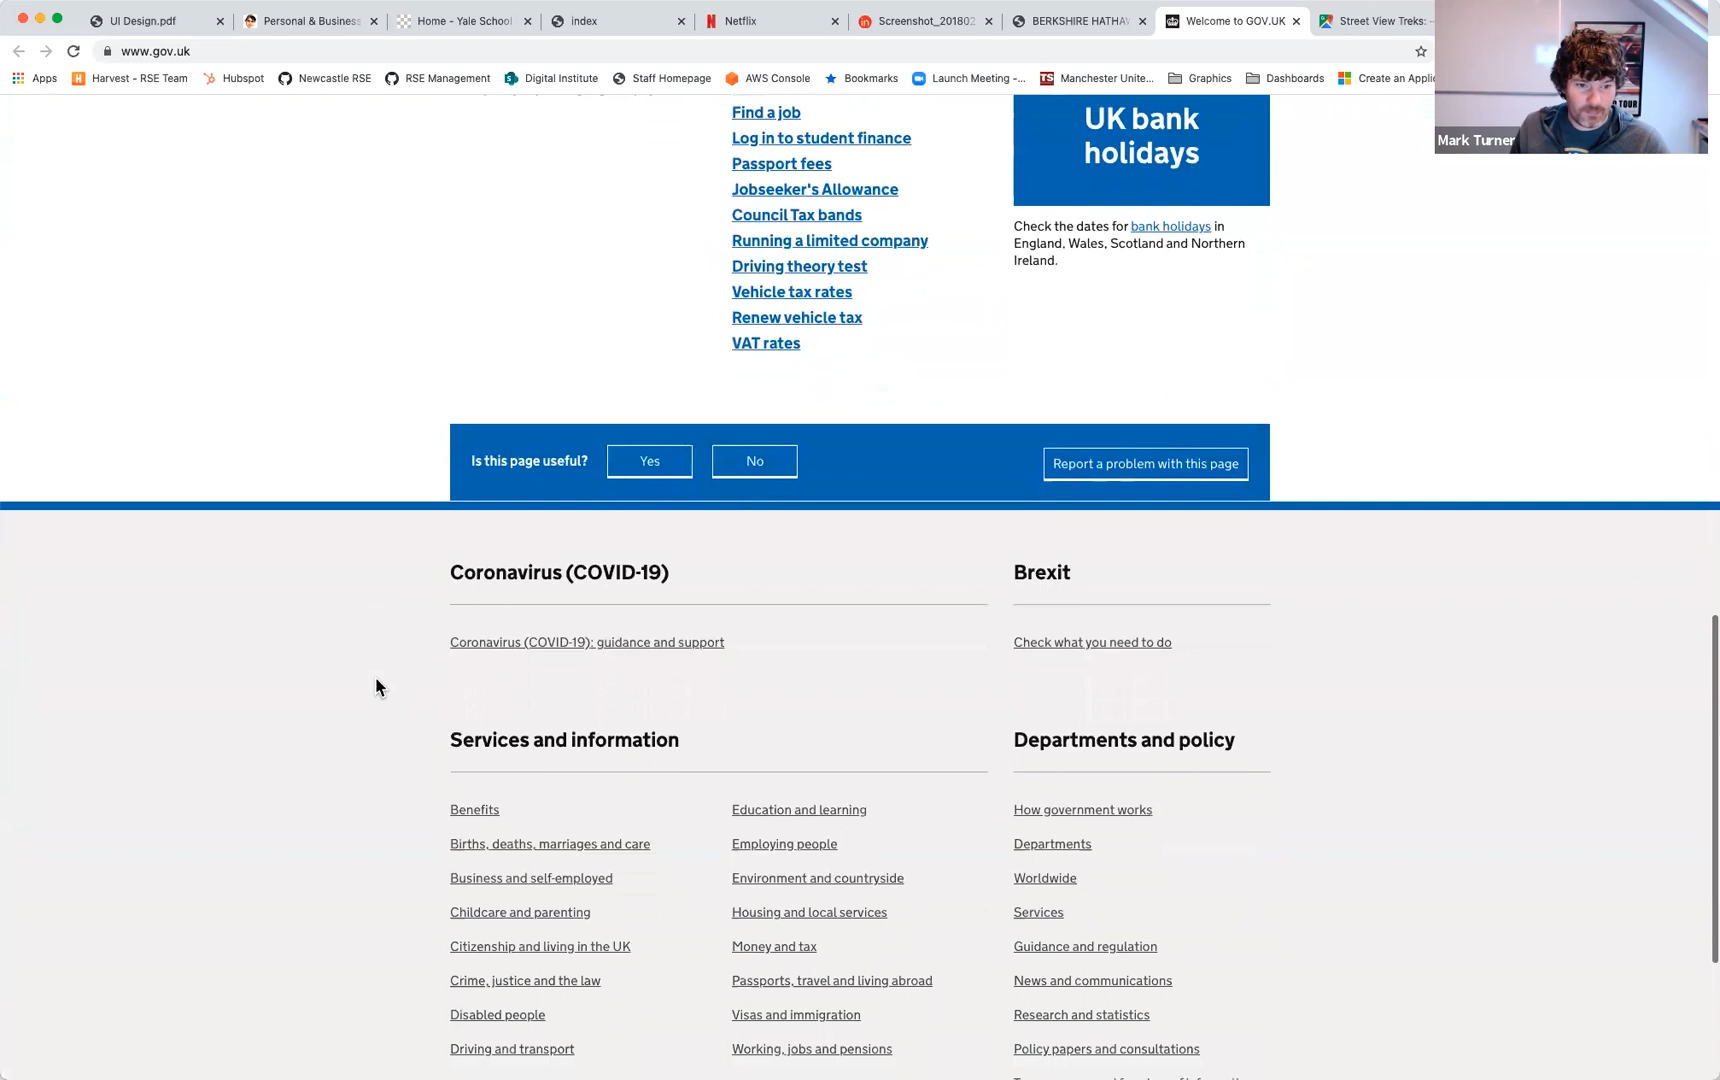 UI Design.pdf
Personal & Business
Home - Yale School
index
Netflix
Screenshot_201802
BERKSHIRE HATHAW
Welcome to GOV.UK
Street View Treks:
www.gov.uk
Apps
Harvest - RSE Team
Hubspot
Newcastle RSE
RSE Management
Digital Institute
Staff Homepage
AWS Console
Bookmarks
Launch Meeting -...
Manchester Unite...
Graphics
Dashboards
Create an Applic
TOUR
Mark Turner
Find a job
Log in to student finance
Passport fees
Jobseeker's Allowance
Council Tax bands
Running a limited company
Driving theory test
Vehicle tax rates
Renew vehicle tax
VAT rates
UK bank
holidays
Check the dates for bank holidays in
England, Wales, Scotland and Northern
Ireland.
Is this page useful?
Yes
No
Report a problem with this page
Coronavirus (COVID-19)
Coronavirus (COVID-19): guidance and support
Brexit
Check what you need to do
Services and information
Benefits
Births, deaths, marriages and care
Business and self-employed
Childcare and parenting
Citizenship and living in the UK
Crime, justice and the law
Disabled people
Driving and transport
Education and learning
Employing people
Environment and countryside
Housing and local services
Money and tax
Passports, travel and living abroad
Visas and immigration
Working, jobs and pensions
Departments and policy
How government works
Departments
Worldwide
Services
Guidance and regulation
News and communications
Research and statistics
Policy papers and consultations